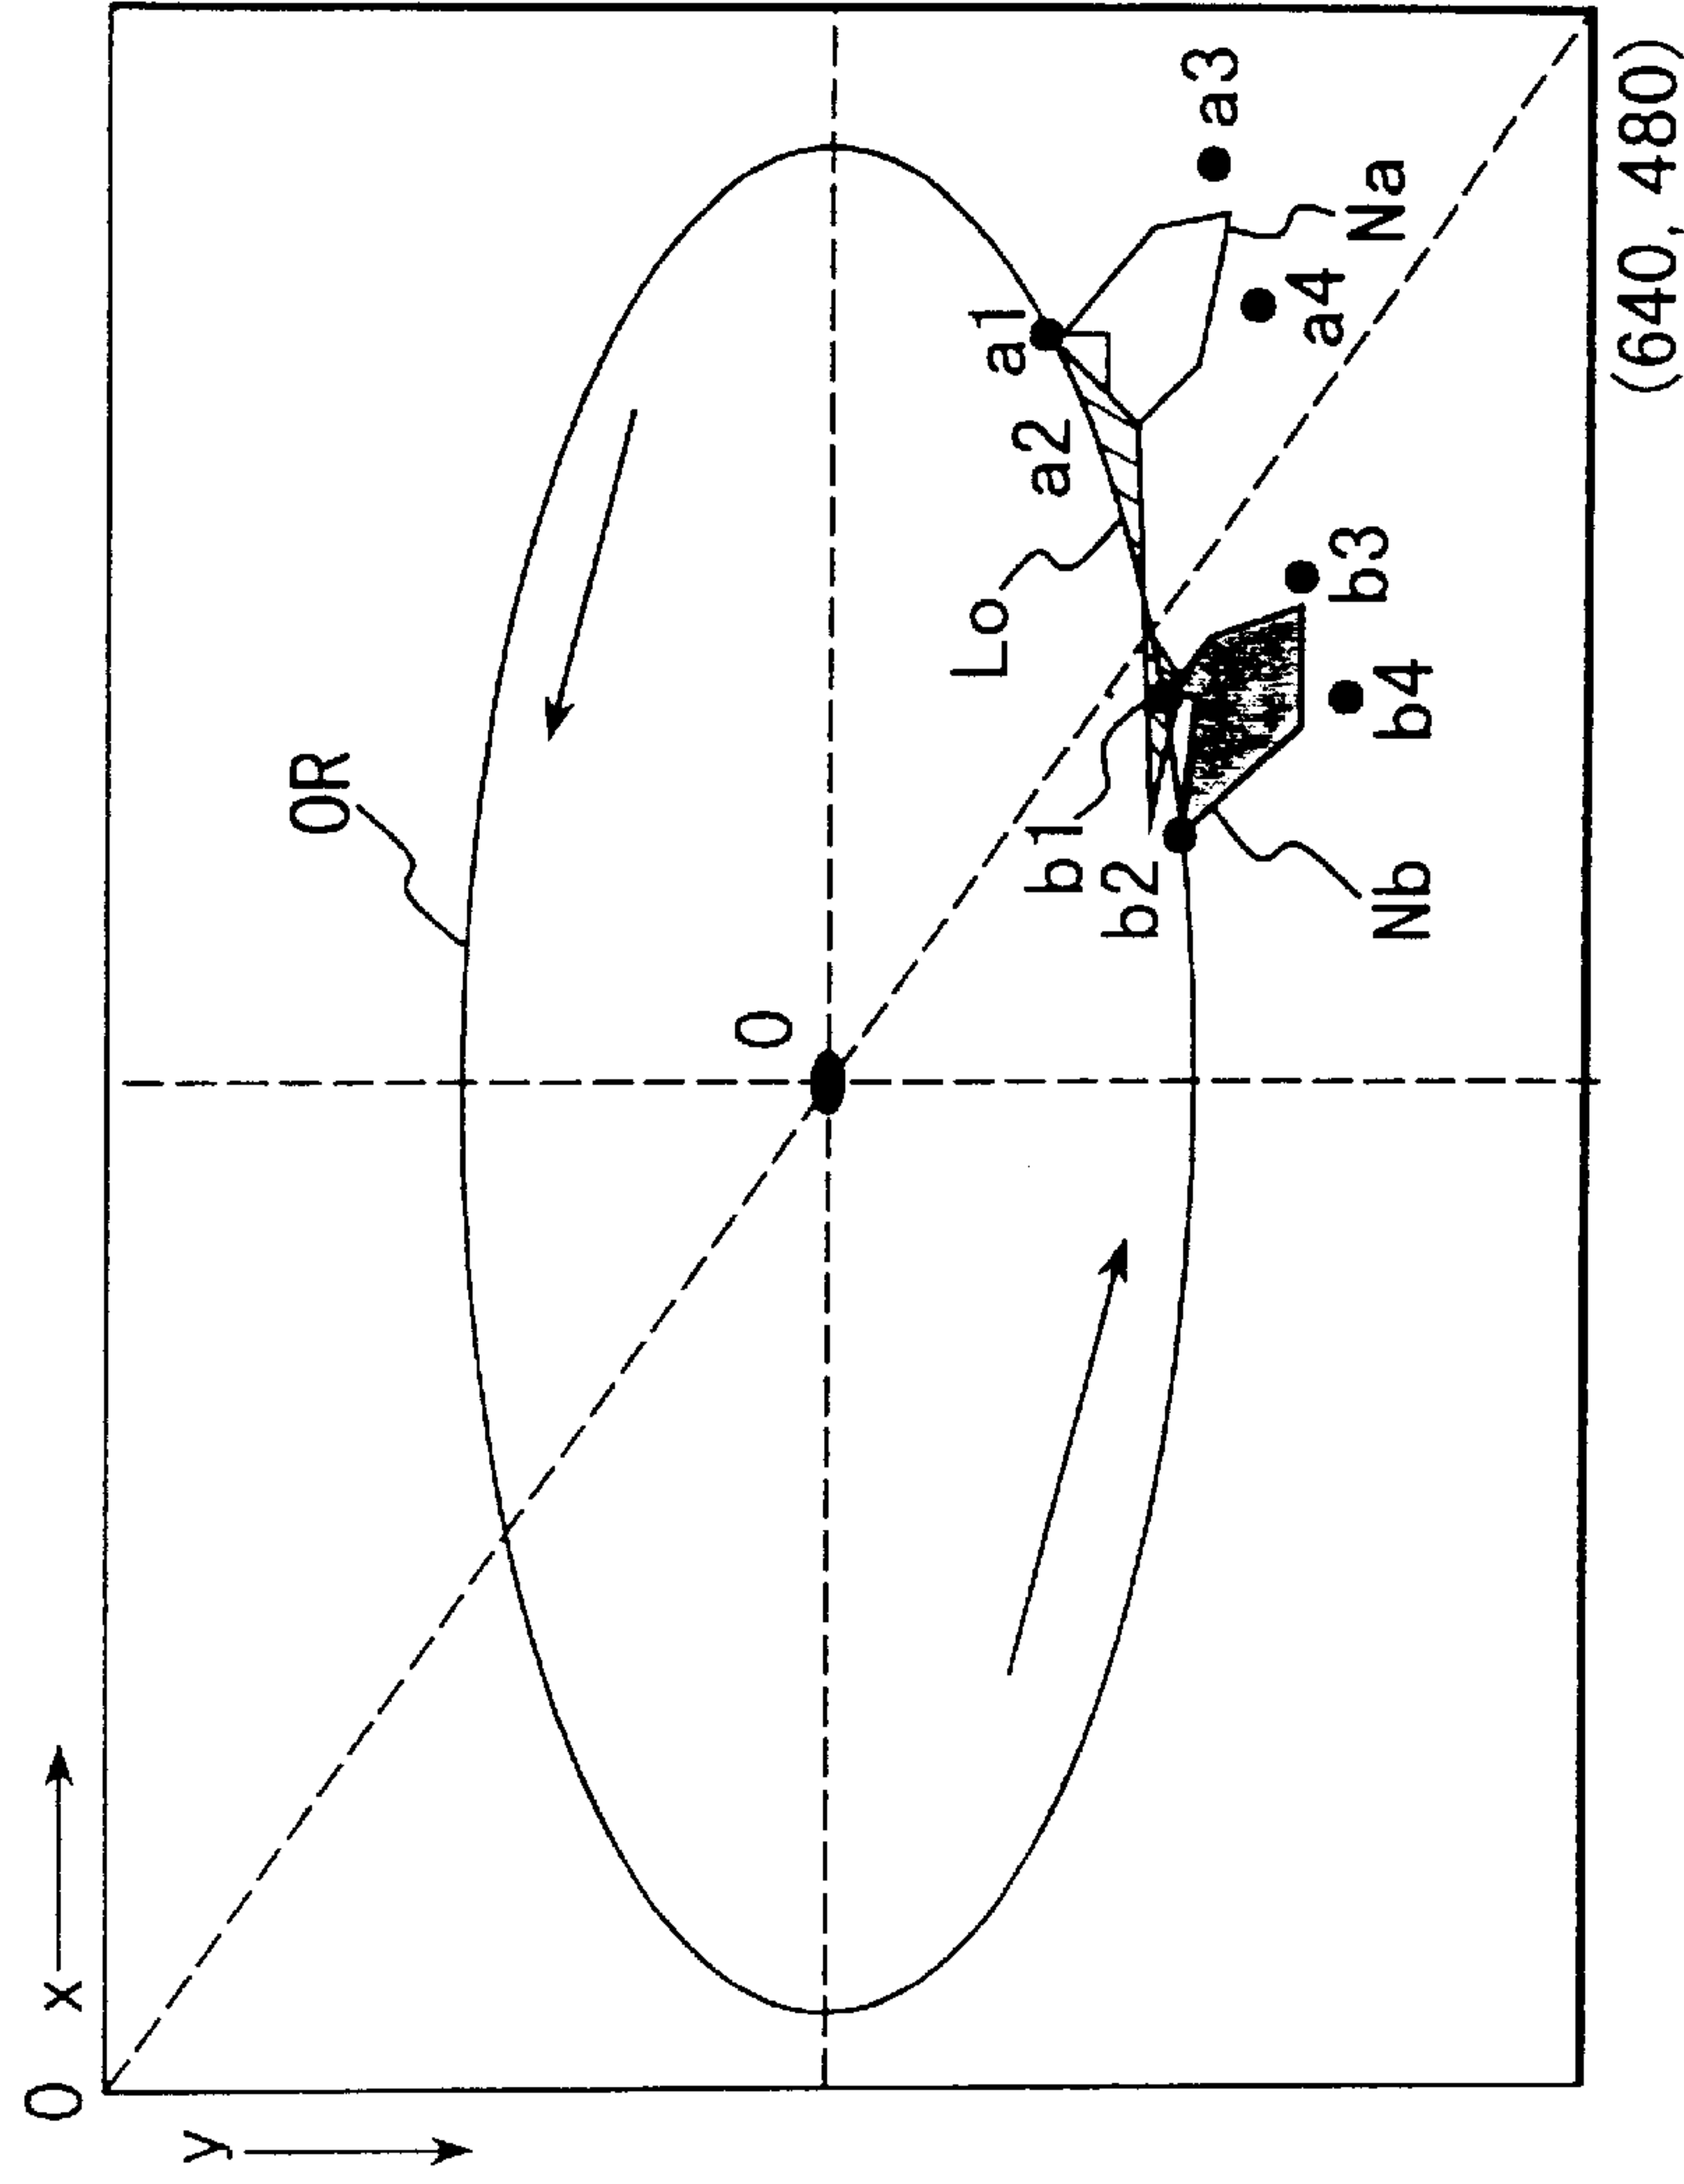 0
x
y
OR
O
a1
a2
a3
a4
Na
Lo
b1
b2
b3
b4
Nb
(640, 480)